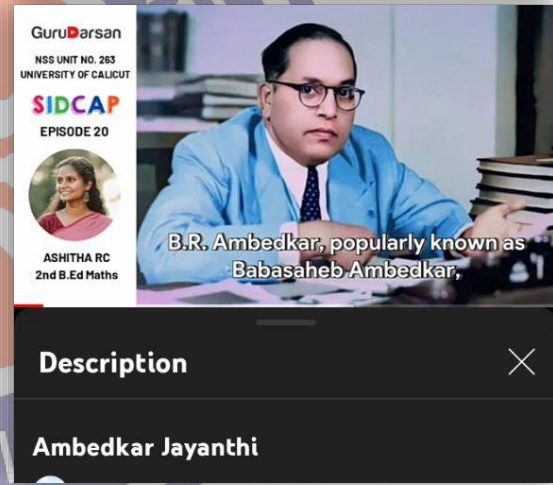 GuruDarsan
NSS UNIT NO. 263
UNIVERSITY OF CALICUT
SIDCAP
EPISODE 20
ASHITHA RC
2nd B.Ed Maths
B.R. Ambedkar, popularly known as
Babasaheb Ambedkar,
Description
Ambedkar Jayanthi